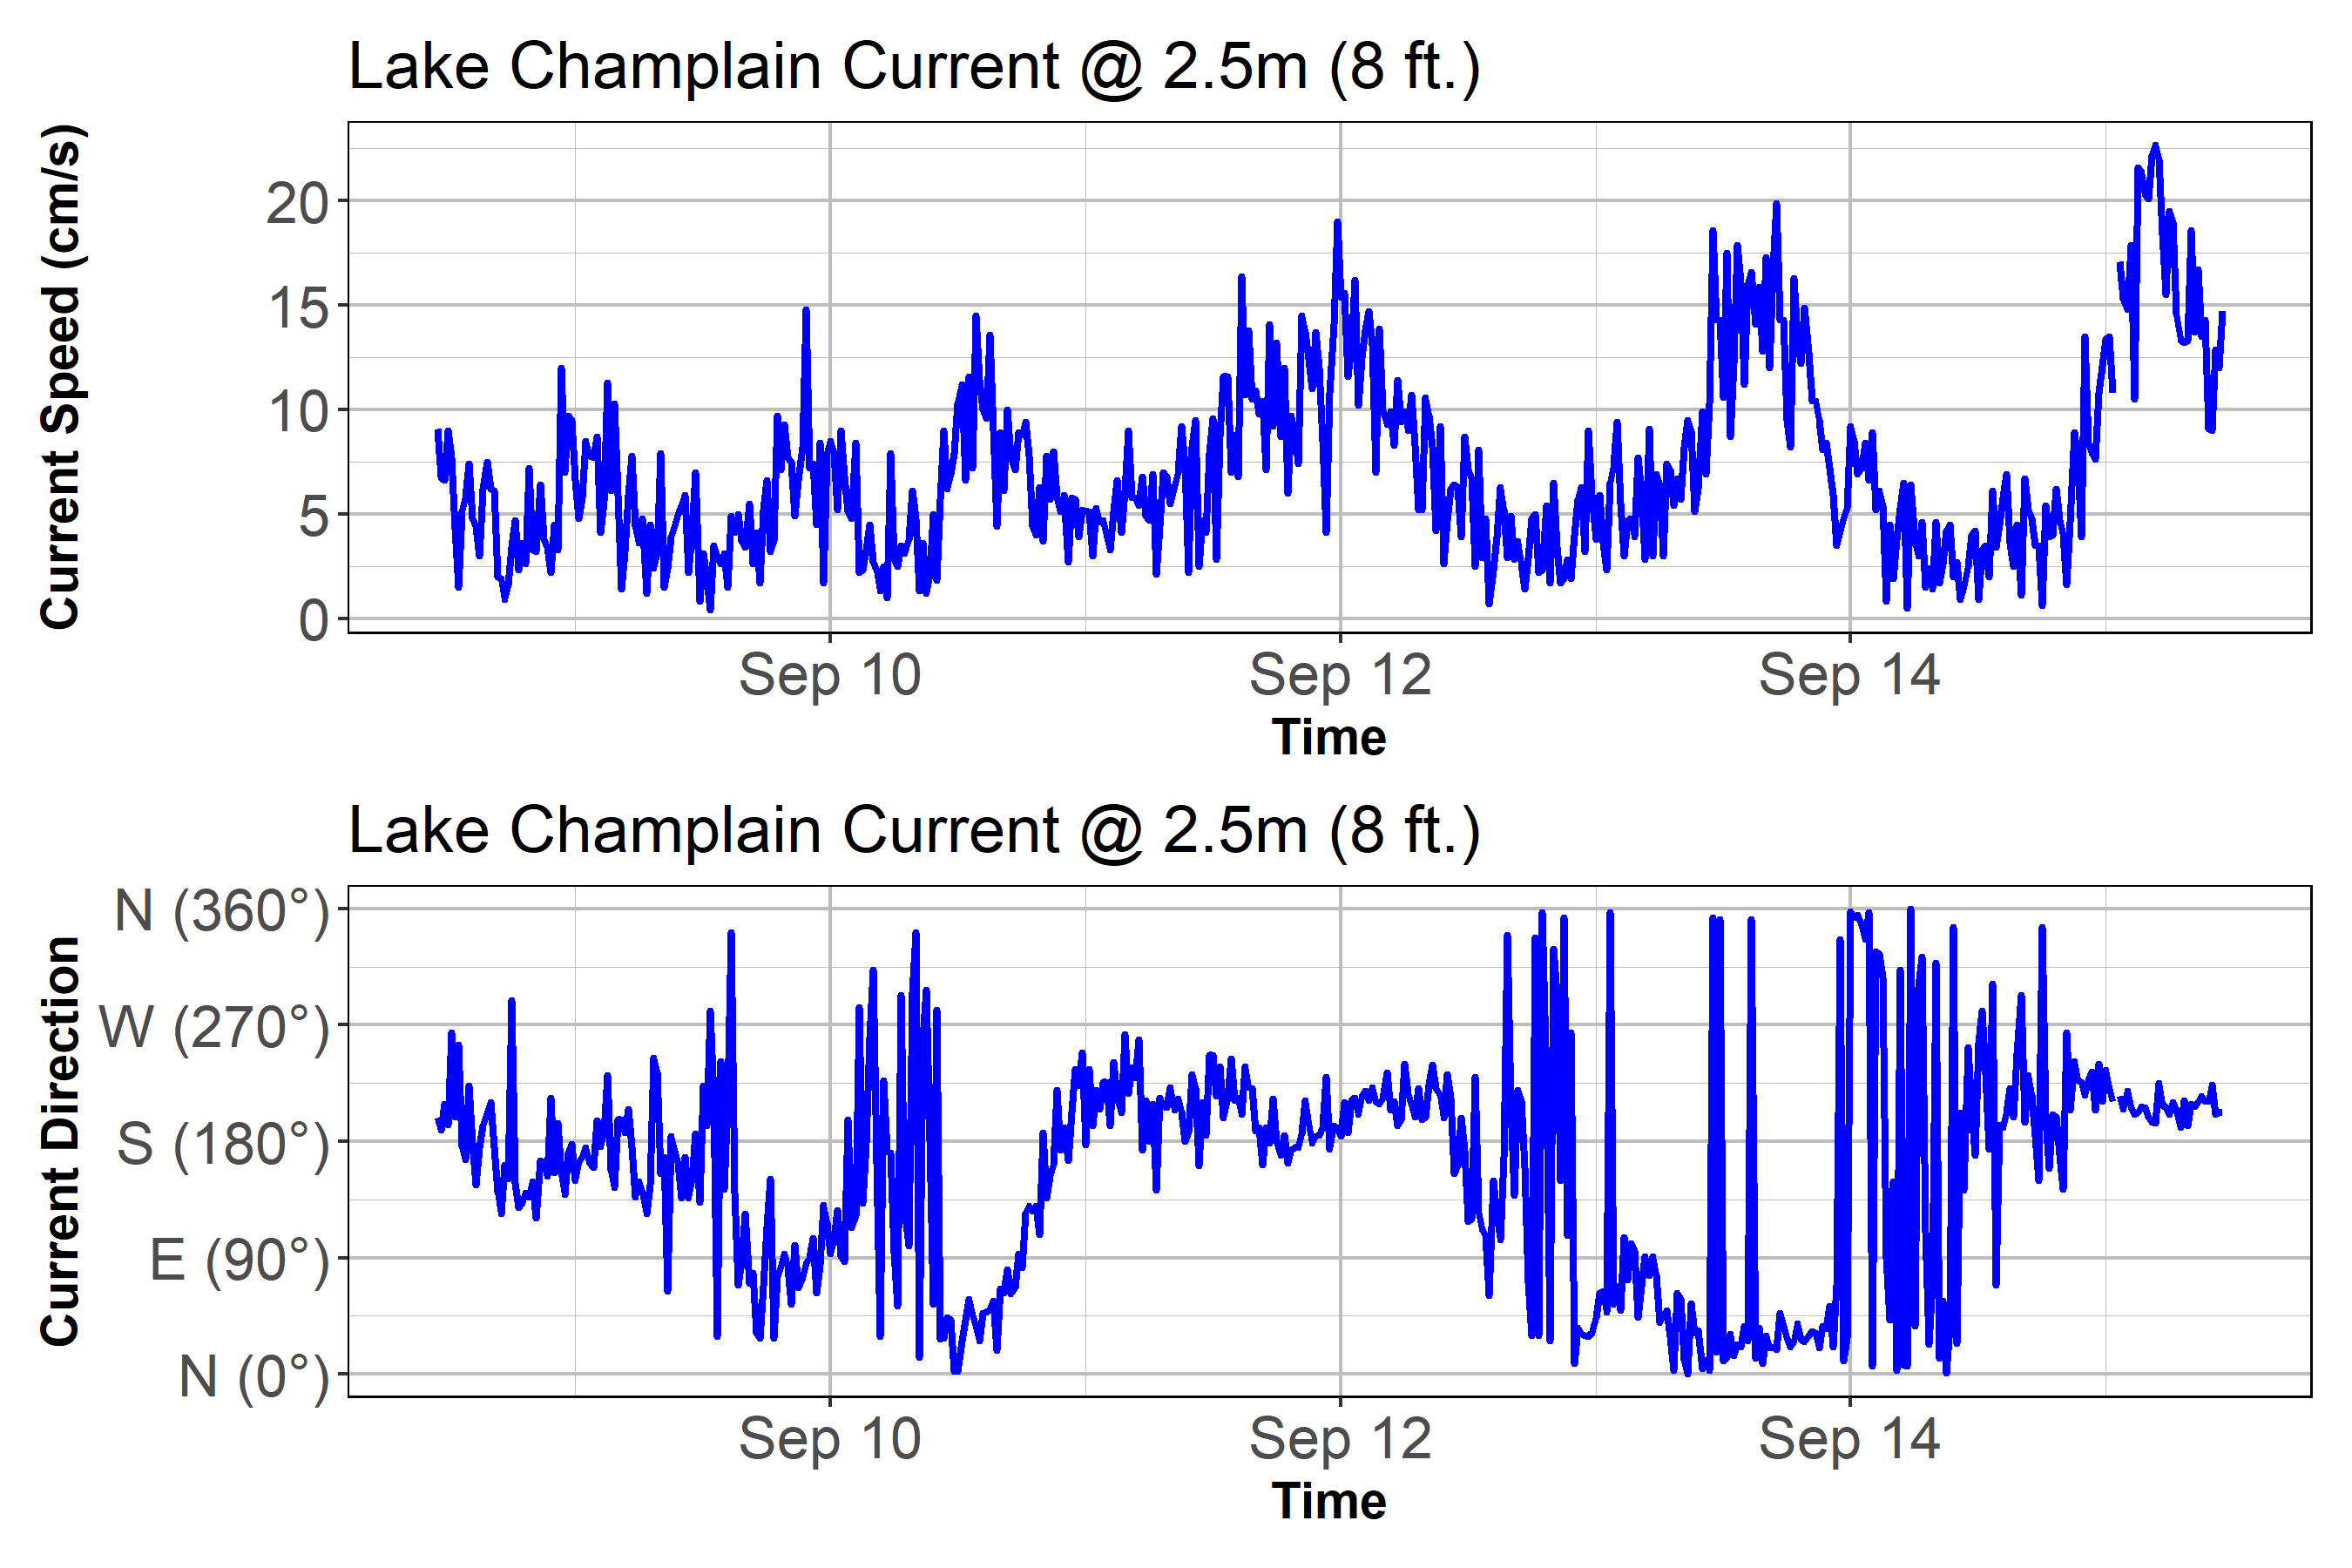 Lake Champlain Current @ 2.5m (8 ft.)
Current Speed (cm/s)
20
15
10
5
0
Sep 10 Sep 12 Sep 14
Time
Lake Champlain Current @ 2.5m (8 ft.)
Current Direction
N (360°)
W (270°)
S (180°)
E (90°)
N (0°)
Sep 10 Sep 12 Sep 14
Time